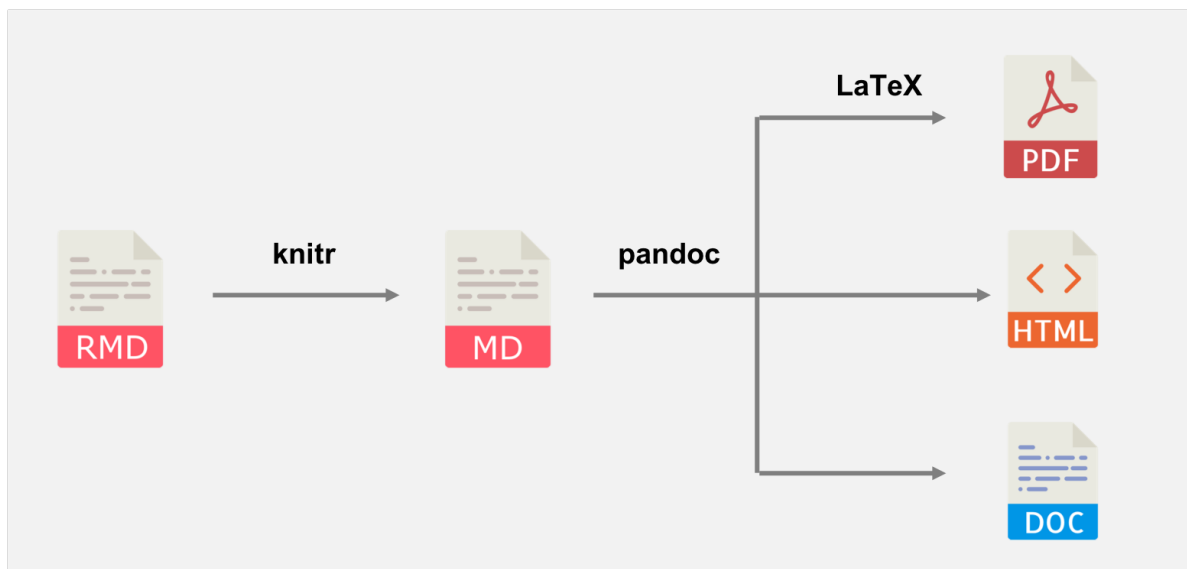 LaTeX
PDF
knitr
pandoc
RMD
MD
HTML
DOC